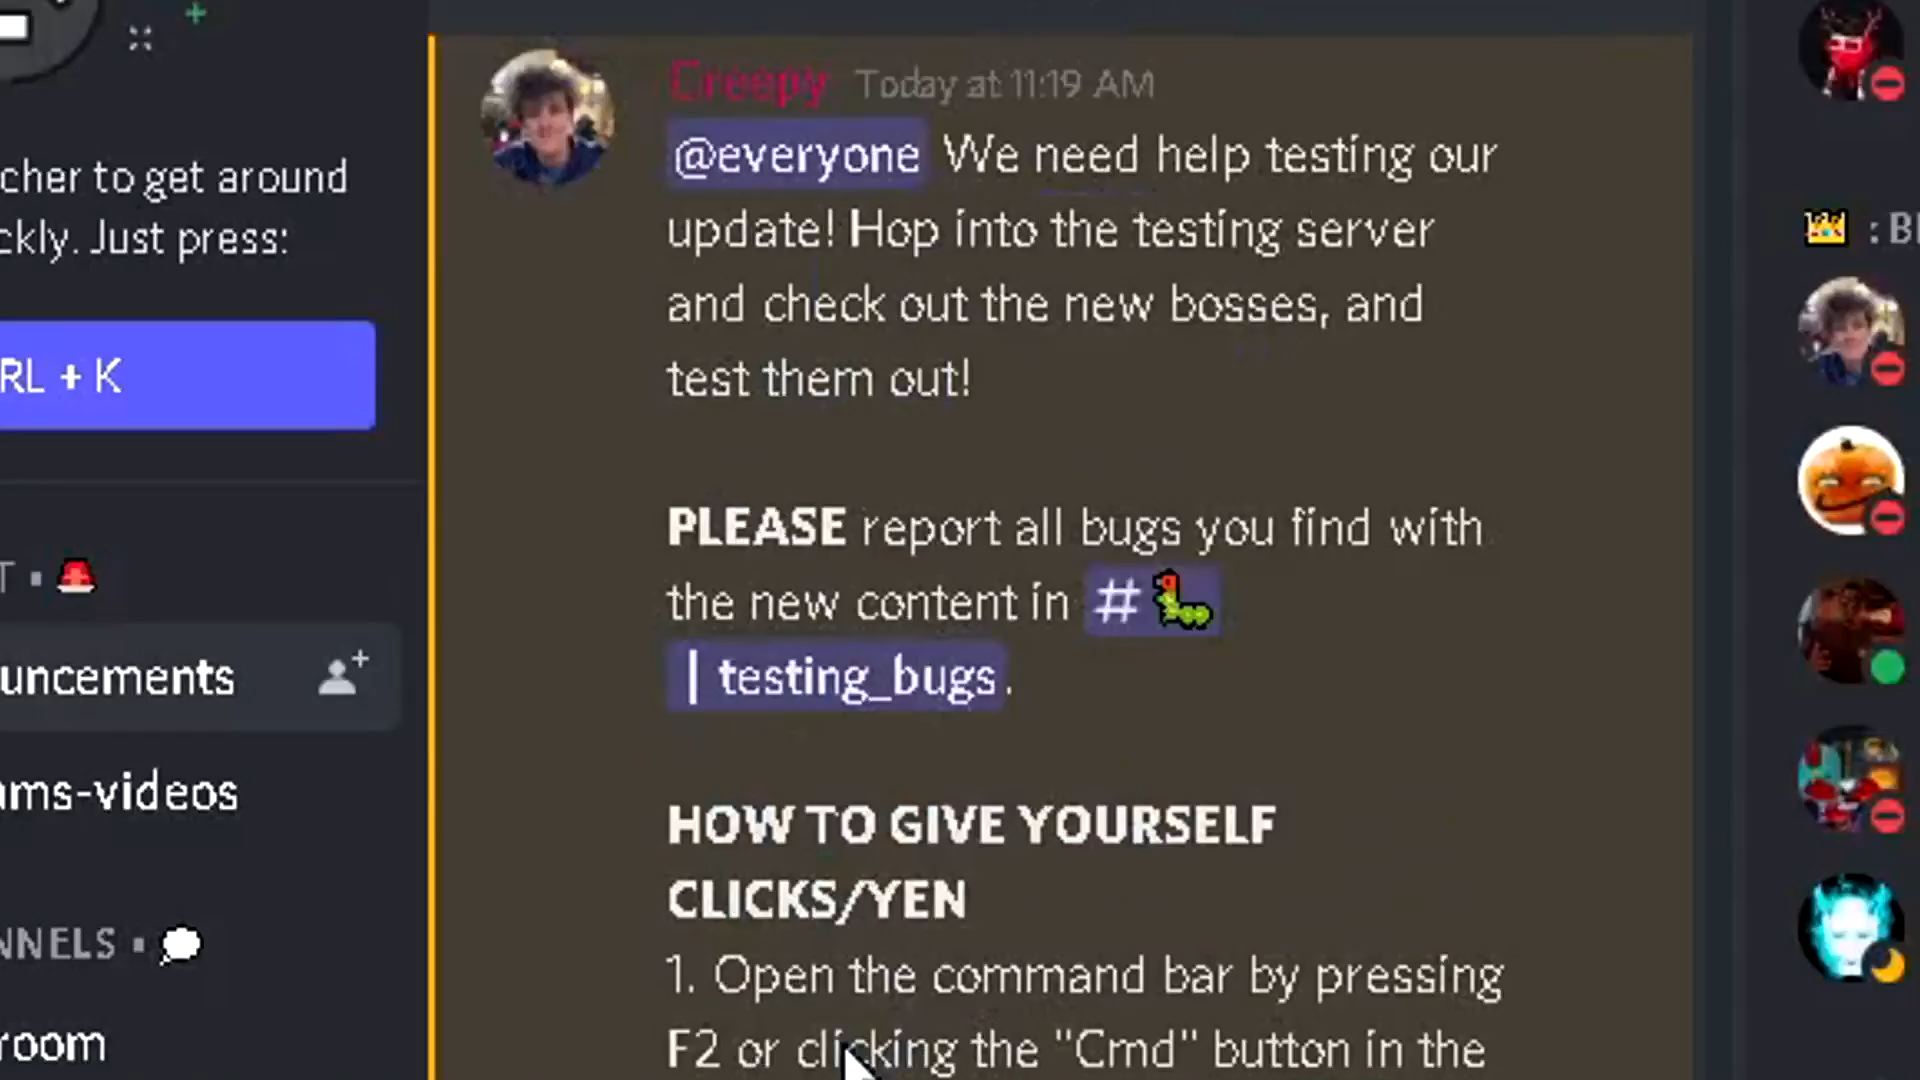 cher to get around
ckly. Just press:
RL + K
T
uncements
ams-videos
NNELS
room
Creepy Today at 11:19 AM
@everyone We need help testing our
update! Hop into the testing server
and check out the new bosses, and
test them out!
PLEASE report all bugs you find with
the new content in #
| testing_bugs.
HOW TO GIVE YOURSELF
CLICKS/YEN
1. Open the command bar by pressing
F2 or clicking the "Cmd" button in the
: BL